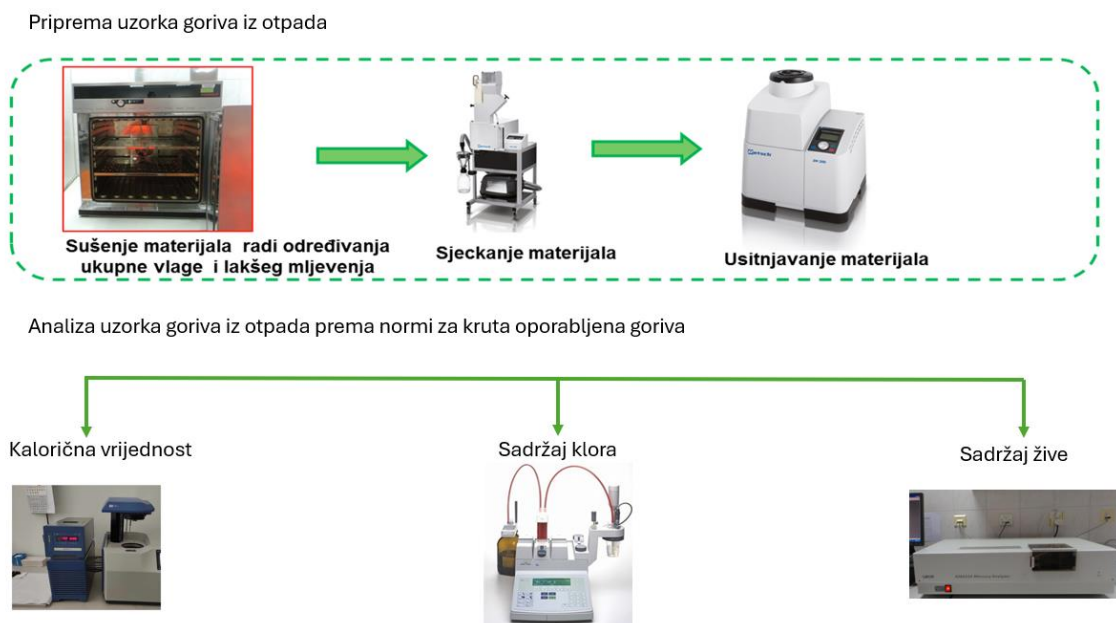 Priprema uzorka goriva iz otpada
Sušenje materijala  radi određivanja
ukupne vlage  i lakšeg mljevenja
Sjeckanje materijala
Usitnjavanje materijala
Analiza uzorka goriva iz otpada prema normi za kruta oporabljena goriva
Kalorična vrijednost
Sadržaj klora
Sadržaj žive